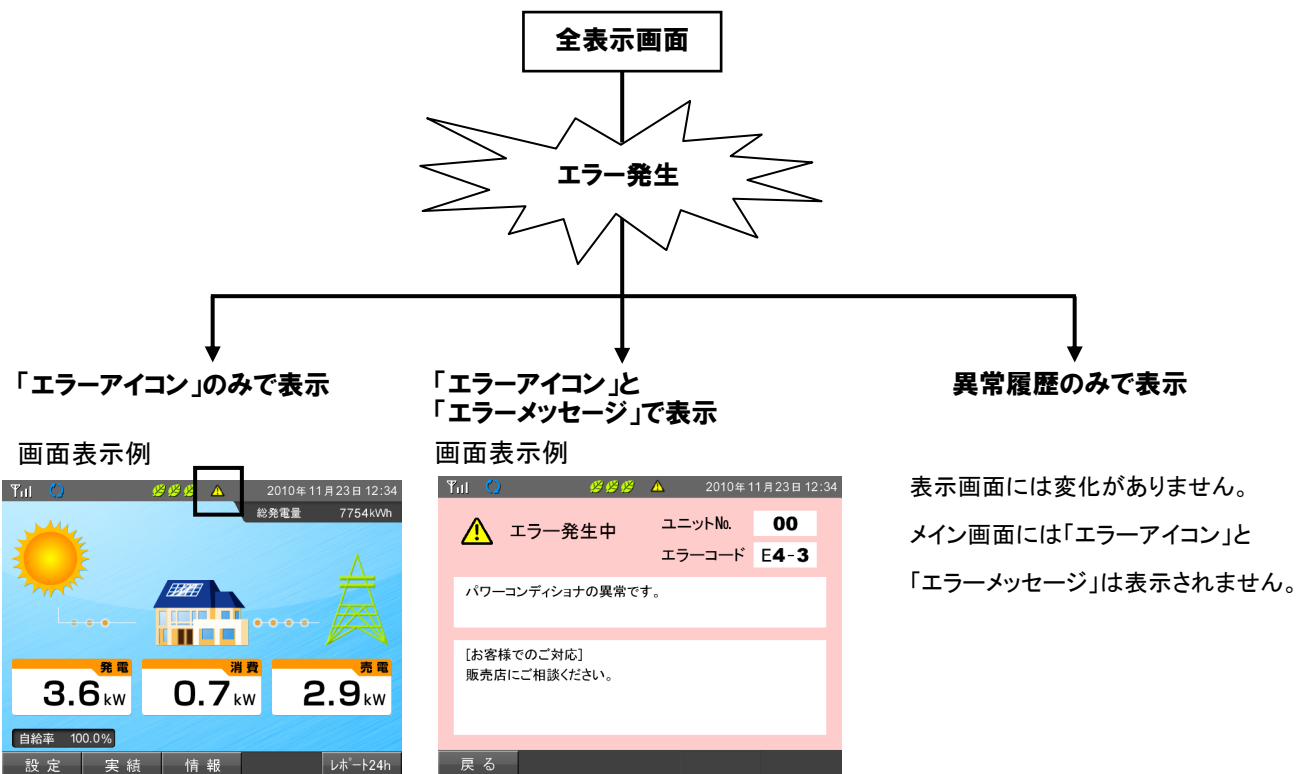 全表示画面
エラー発生
「エラーアイコン」のみで表示
画面表示例
2010年11月23日 12:34
総発電量 7754kWh
発電
3.6kW
消費
0.7kW
売電
2.9kW
自給率 100.0%
設定 実績 情報 ﾚﾎﾟｰﾄ24h
「エラーアイコン」と
「エラーメッセージ」で表示
画面表示例
2010年11月23日 12:34
エラー発生中
ユニット№ 00
エラーコード E4-3
パワーコンディショナの異常です。
[お客様でのご対応]
販売店にご相談ください。
戻る
異常履歴のみで表示
表示画面には変化がありません。
メイン画面には「エラーアイコン」と
「エラーメッセージ」は表示されません。